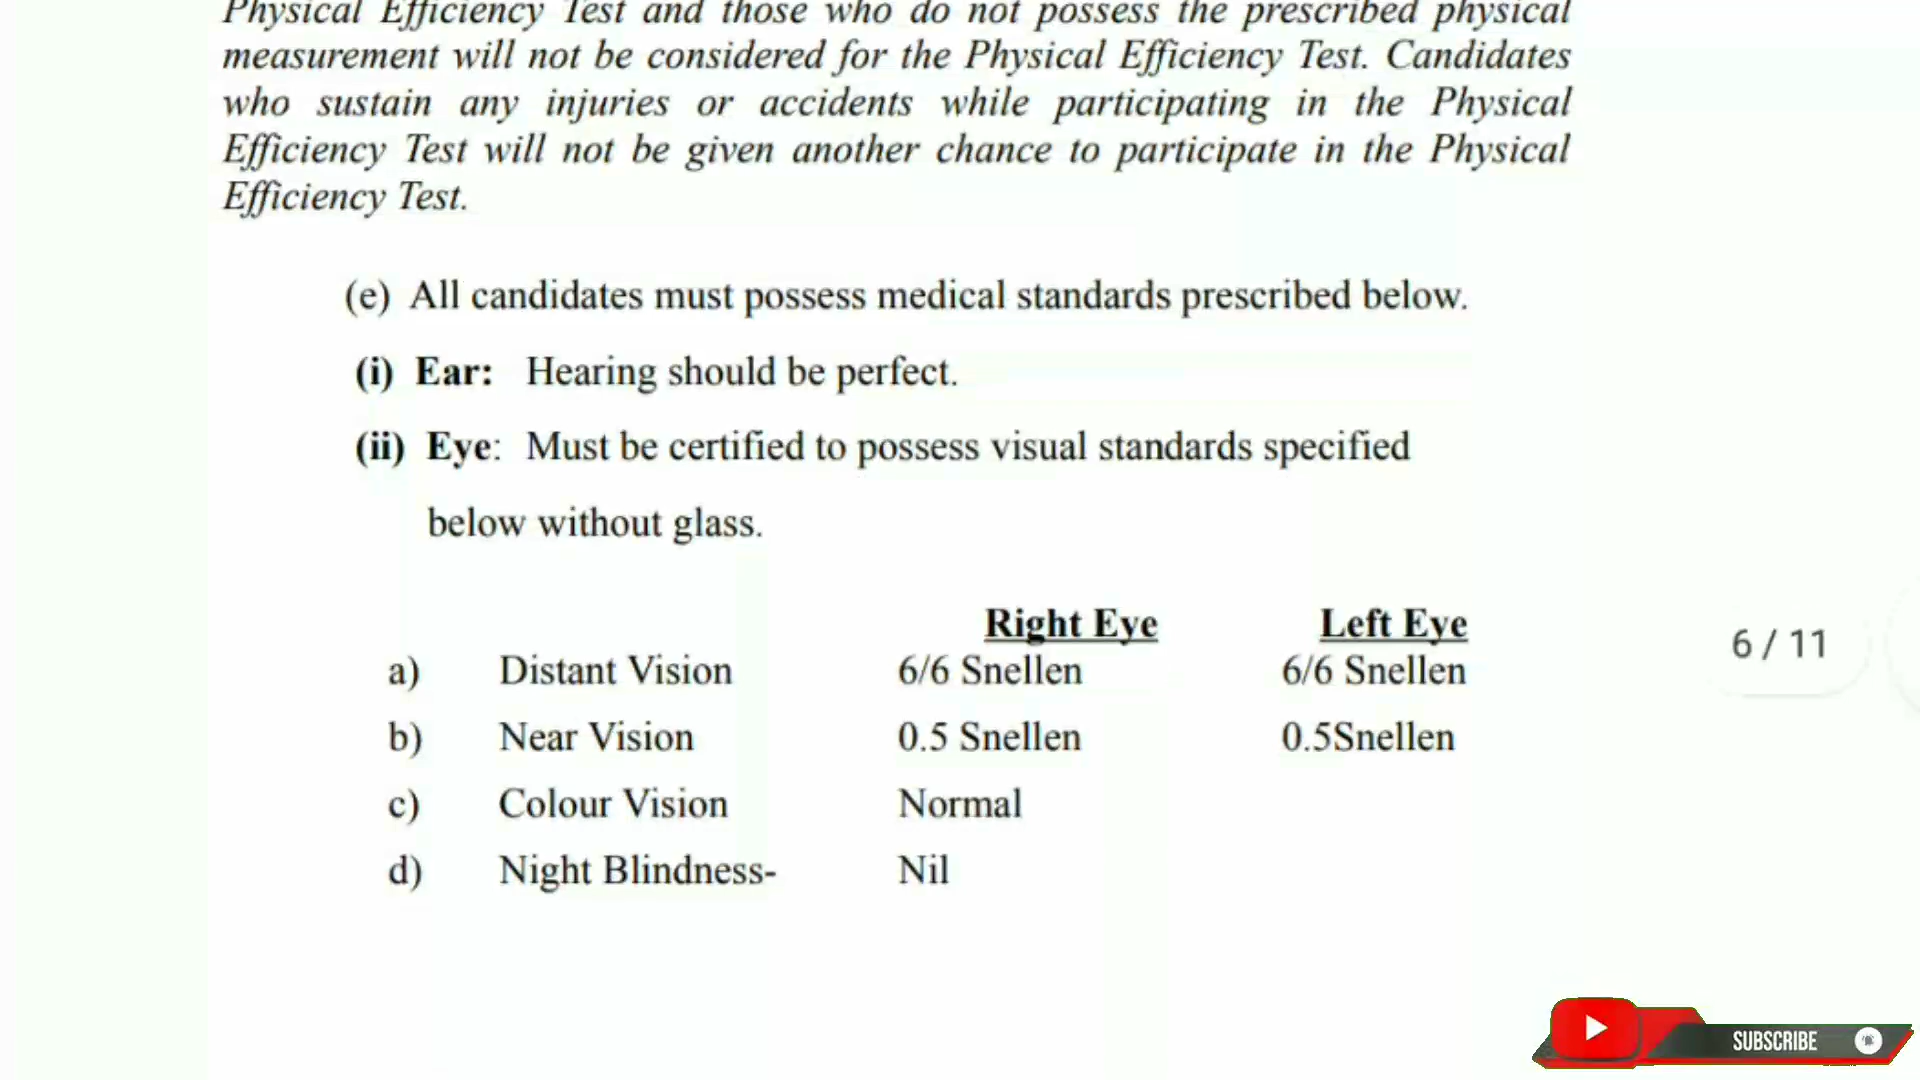 Physical Efficiency Test and those who do not possess the prescribed physical
measurement will not be considered for the Physical Efficiency Test. Candidates
who sustain any injuries or accidents while participating in the Physical
Efficiency Test will not be given another chance to participate in the Physical
Efficiency Test.
(e) All candidates must possess medical standards prescribed below.
(i) Ear: Hearing should be perfect.
(ii) Eye: Must be certified to possess visual standards specified
below without glass.
Right Eye Left Eye
a) Distant Vision 6/6 Snellen 6/6 Snellen
b) Near Vision 0.5 Snellen 0.5Snellen
c) Colour Vision Normal
d) Night Blindness- Nil
6 / 11
SUBSCRIBE